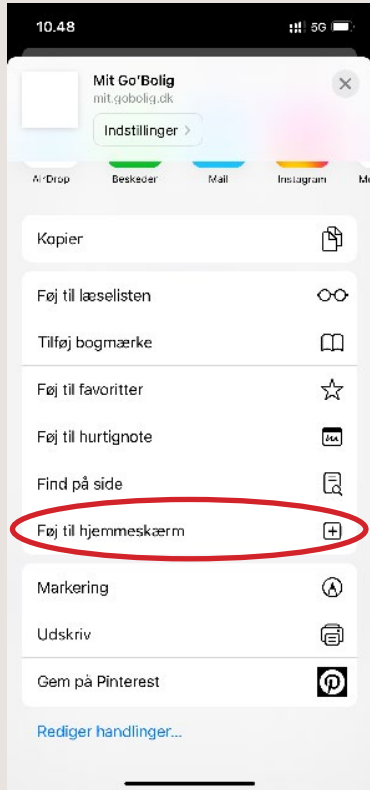 10.48
5G
Mit Go'Bolig
mit.gobolig.dk
Indstillinger >
AirDrop Beskeder Mail Instagram
Kopier
Føj til læselisten
Tilføj bogmærke
Føj til favoritter
Føj til hurtignote
Find på side
Føj til hjemmeskærm
Markering
Udskriv
Gem på Pinterest
Rediger handlinger...